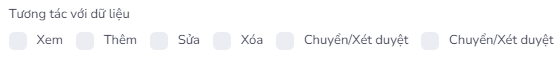 Tương tác với dữ liệu
Xem Thêm Sửa Xóa Chuyển/Xét duyệt Chuyển/Xét duyệt